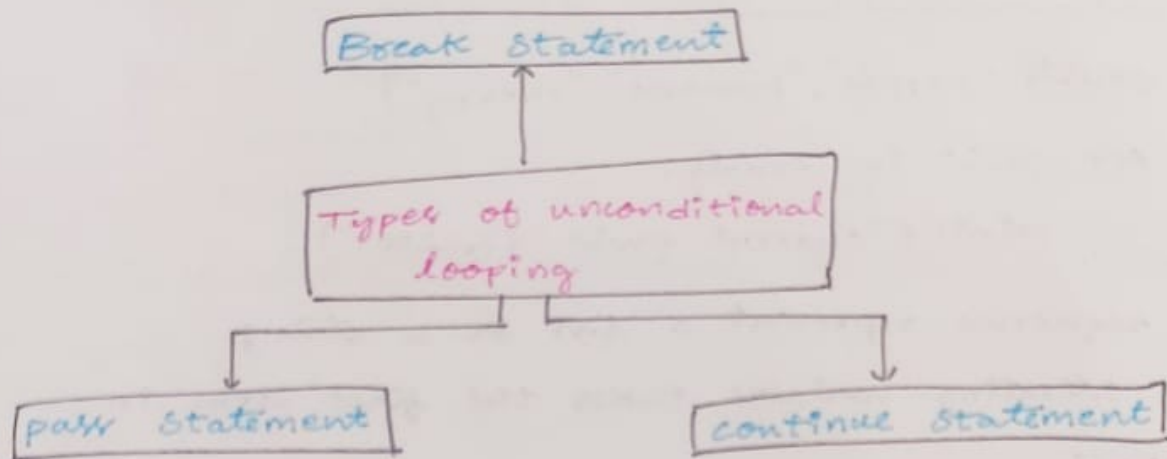 Break statement
Types of unconditional
looping
pass statement
continue statement